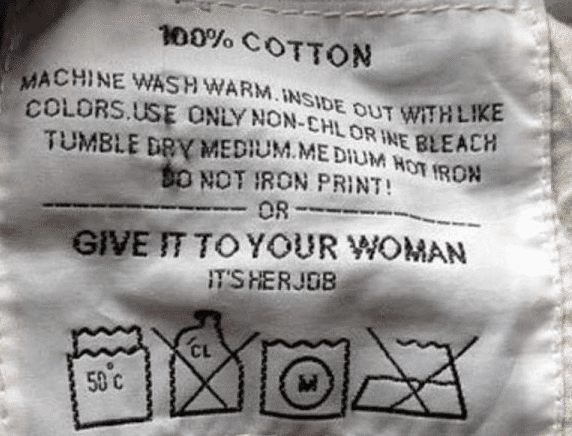 100% COTTON
MACHINE WASH WARM. INSIDE OUT WITH LIKE
COLORS. USE ONLY NON-CHLORINE BLEACH
TUMBLE DRY MEDIUM. MEDIUM HOT IRON
DO NOT IRON PRINT!
OR
GIVE IT TO YOUR WOMAN
IT'S HER JOB
50°C CL M